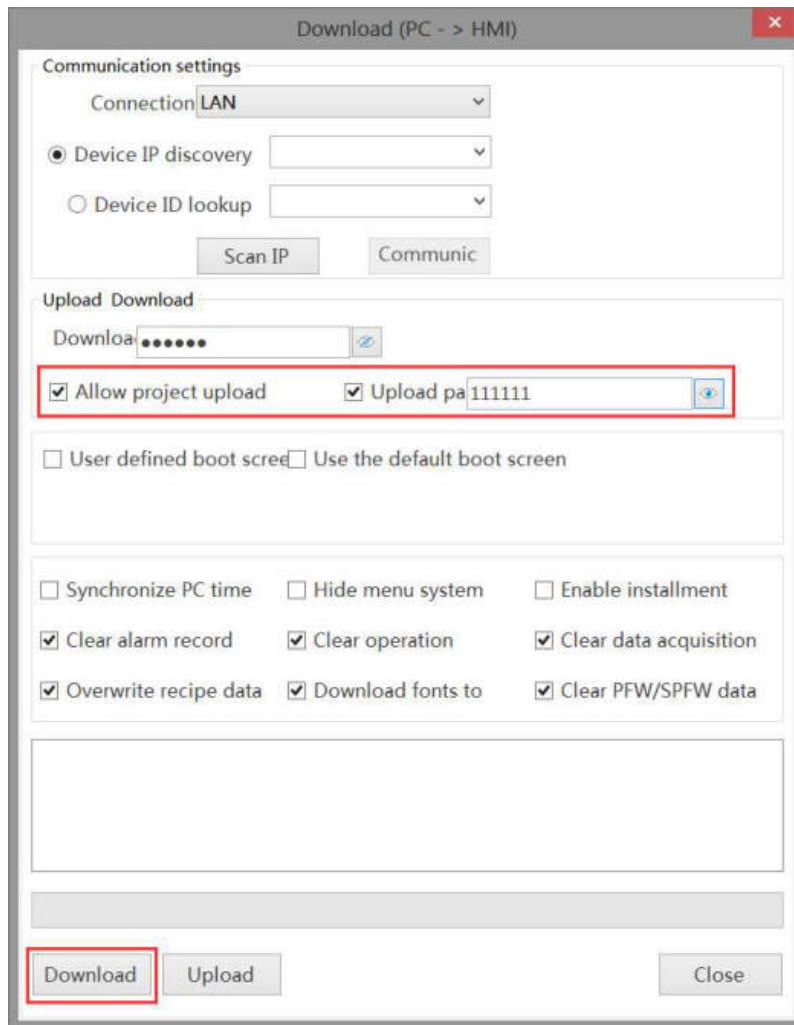 Download (PC - > HMI)
Communication settings
Connection LAN
Device IP discovery
Device ID lookup
Scan IP Communic
Upload Download
Downloa ●●●●●●
Allow project upload Upload pa 111111
User defined boot scree Use the default boot screen
Synchronize PC time Hide menu system Enable installment
Clear alarm record Clear operation Clear data acquisition
Overwrite recipe data Download fonts to Clear PFW/SPFW data
Download Upload Close